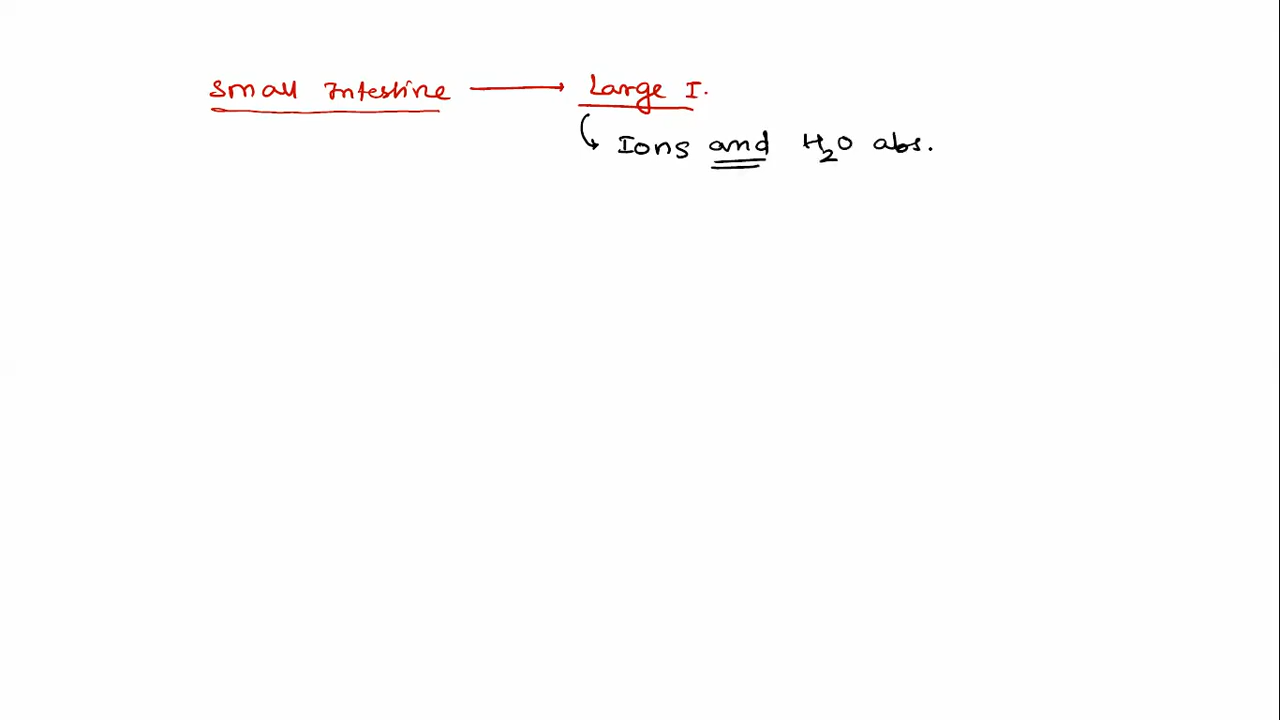 Small Intestine → Large I.
↳ Ions and H₂O abs.